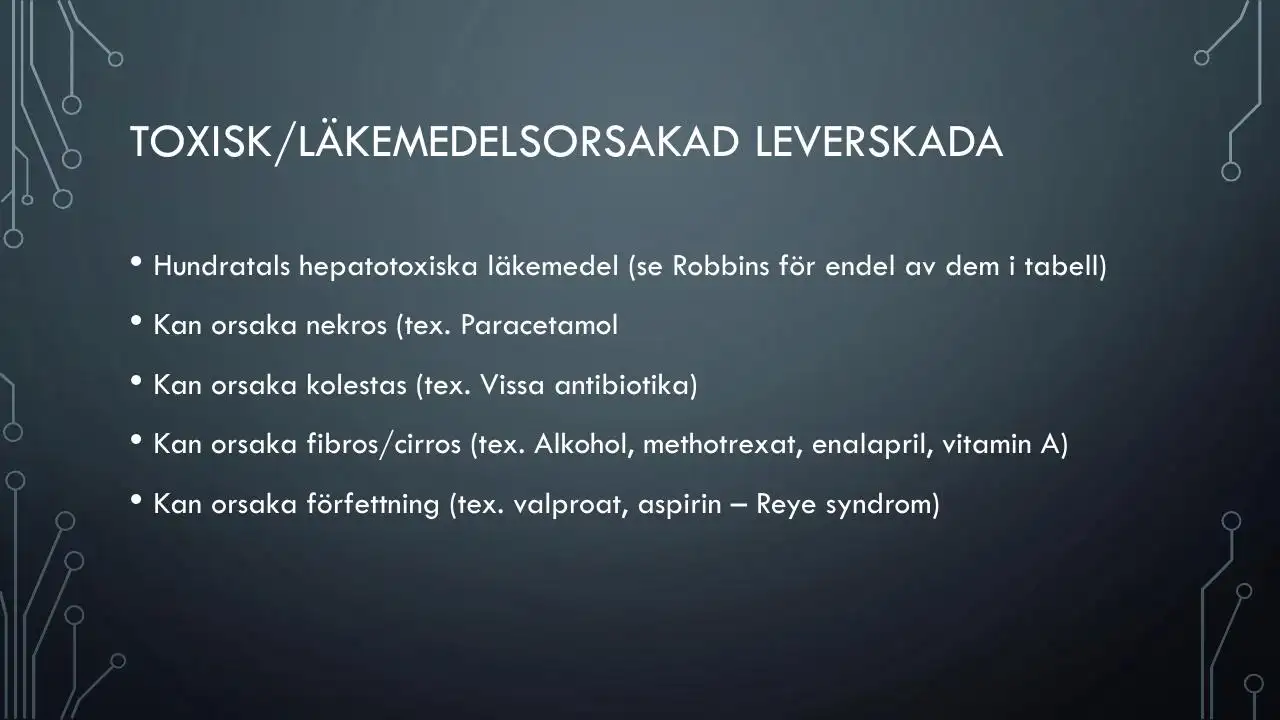 TOXISK/LÄKEMEDELSORSAKAD LEVERSKADA
• Hundratals hepatotoxiska läkemedel (se Robbins för endel av dem i tabell)
• Kan orsaka nekros (tex. Paracetamol
• Kan orsaka kolestas (tex. Vissa antibiotika)
• Kan orsaka fibros/cirros (tex. Alkohol, methotrexat, enalapril, vitamin A)
• Kan orsaka förfettning (tex. valproat, aspirin – Reye syndrom)